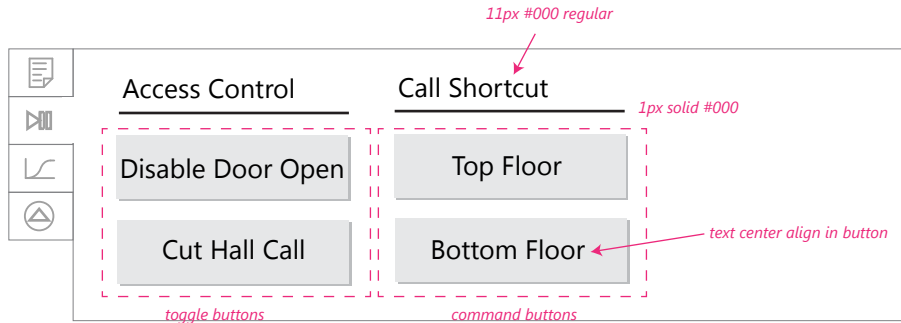 11px #000 regular
Access Control
Call Shortcut
1px solid #000
Disable Door Open
Top Floor
Cut Hall Call
Bottom Floor
text center align in button
toggle buttons
command buttons